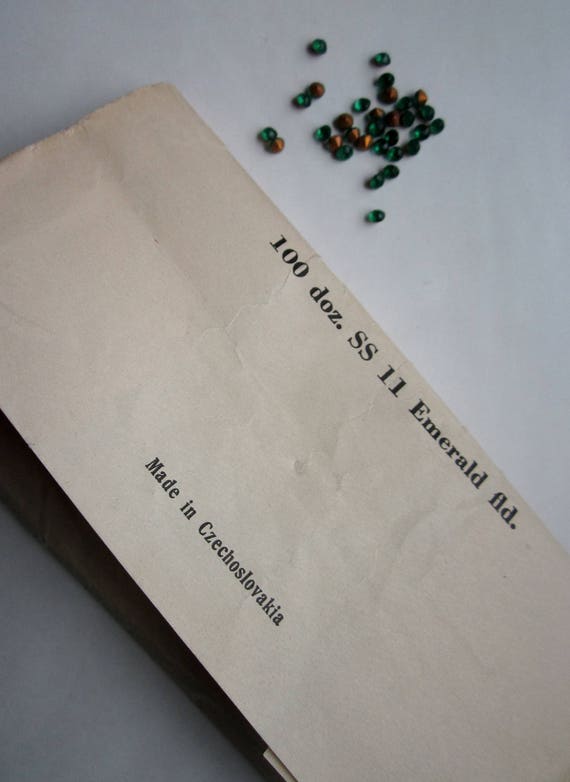 100 doz. SS 11 Emerald fld.
Made in Czechoslovakia